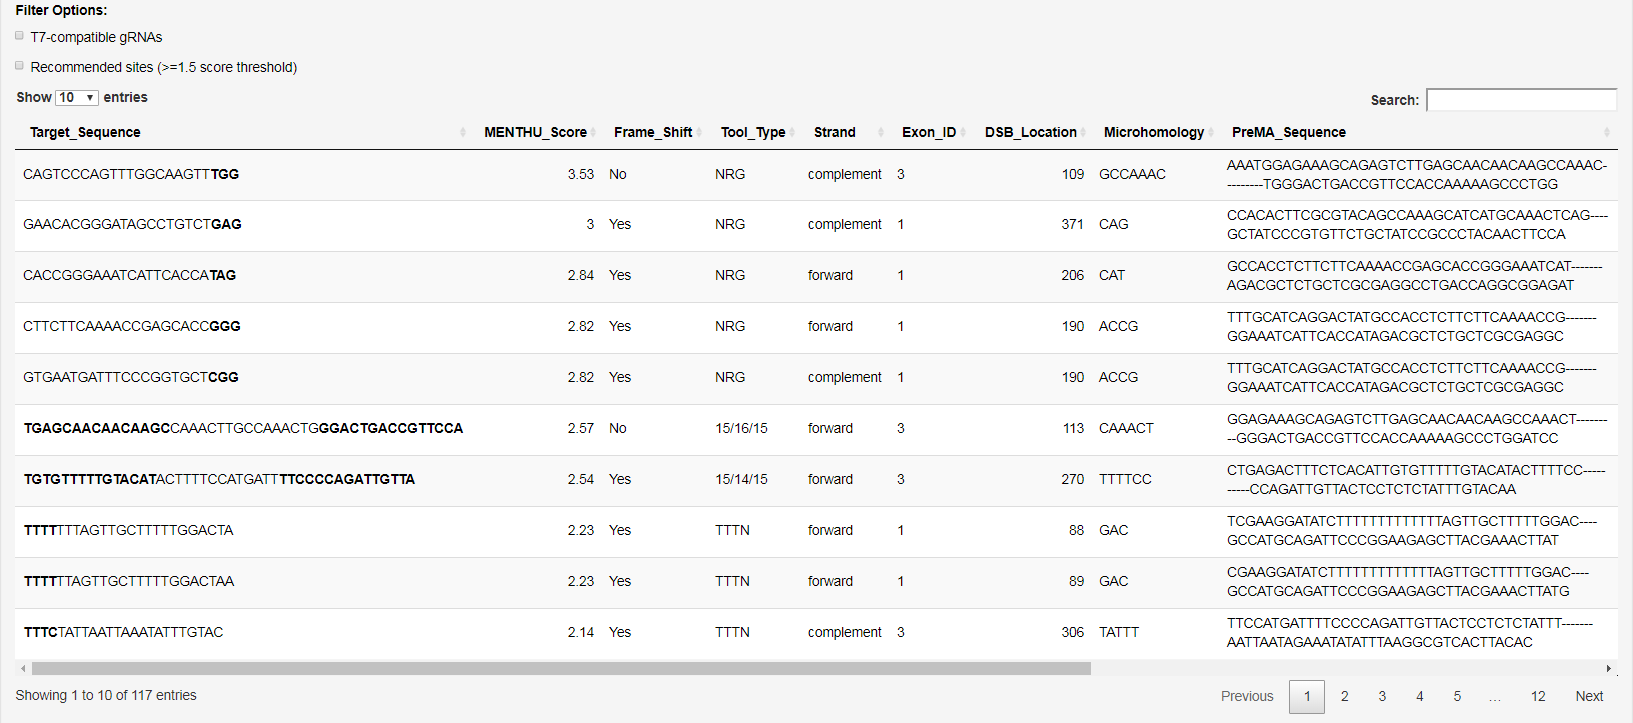 Filter Options:
T7-compatible gRNAs
Recommended sites (>=1.5 score threshold)
Show 10 entries
Search:
Target_Sequence MENTHU_Score Frame_Shift Tool_Type Strand Exon_ID DSB_Location Microhomology PreMA_Sequence
CAGTCCCAGTTTGGCAAGTTTGG 3.53 No NRG complement 3 109 GCCAAAC AAATGGAGAAAGCAGAGTCTTGAGCAACAACAAGCCAAAC-
--------TGGGACTGACCGTTCCACCAAAAAGCCCTGG
GAACACGGGATAGCCTGTCTGAG 3 Yes NRG complement 1 371 CAG CCACACTTCGCGTACAGCCAAAGCATCATGCAAACTCAG----
GCTATCCCGTGTTCTGCTATCCGCCCTACAACTTCCA
CACCGGGAAATCATTCACCATAG 2.84 Yes NRG forward 1 206 CAT GCCACCTCTTCTTCAAAACCGAGCACCGGGAAATCAT-------
AGACGCTCTGCTCGCGAGGCCTGACCAGGCGGAGAT
CTTCTTCAAAACCGAGCACCGGG 2.82 Yes NRG forward 1 190 ACCG TTTGCATCAGGACTATGCCACCTCTTCTTCAAAACCG-------
GGAAATCATTCACCATAGACGCTCTGCTCGCGAGGC
GTGAATGATTTCCCGGTGCTCGG 2.82 Yes NRG complement 1 190 ACCG TTTGCATCAGGACTATGCCACCTCTTCTTCAAAACCG-------
GGAAATCATTCACCATAGACGCTCTGCTCGCGAGGC
TGAGCAACAACAAGCCAAACTTGCCAAACTGGGACTGACCGTTCCA 2.57 No 15/16/15 forward 3 113 CAAACT GGAGAAAGCAGAGTCTTGAGCAACAACAAGCCAAACT--------
--GGGACTGACCGTTCCACCAAAAAGCCCTGGATCC
TGTGTTTTTGTACATACTTTTCCATGATTTTCCCCAGATTGTTA 2.54 Yes 15/14/15 forward 3 270 TTTTCC CTGAGACTTTCTCACATTGTGTTTTTGTACATACTTTTCC-----
-----CCAGATTGTTACTCCTCTCTATTTGTACAA
TTTTTTTAGTTGCTTTTTGGACTA 2.23 Yes TTTN forward 1 88 GAC TCGAAGGATATCTTTTTTTTTTTTTAGTTGCTTTTTGGAC----
GCCATGCAGATTCCCGGAAGAGCTTACGAAACTTAT
TTTTTTAGTTGCTTTTTGGACTAA 2.23 Yes TTTN forward 1 89 GAC CGAAGGATATCTTTTTTTTTTTTTAGTTGCTTTTTGGAC----
GCCATGCAGATTCCCGGAAGAGCTTACGAAACTTATG
TTTCTATTAATTAAATATTTGTAC 2.14 Yes TTTN complement 3 306 TATTT TTCCATGATTTTCCCCAGATTGTTACTCCTCTCTATTT-------
AATTAATAGAAATATATTTAAGGCGTCACTTACAC
Showing 1 to 10 of 117 entries
Previous 1 2 3 4 5 … 12 Next